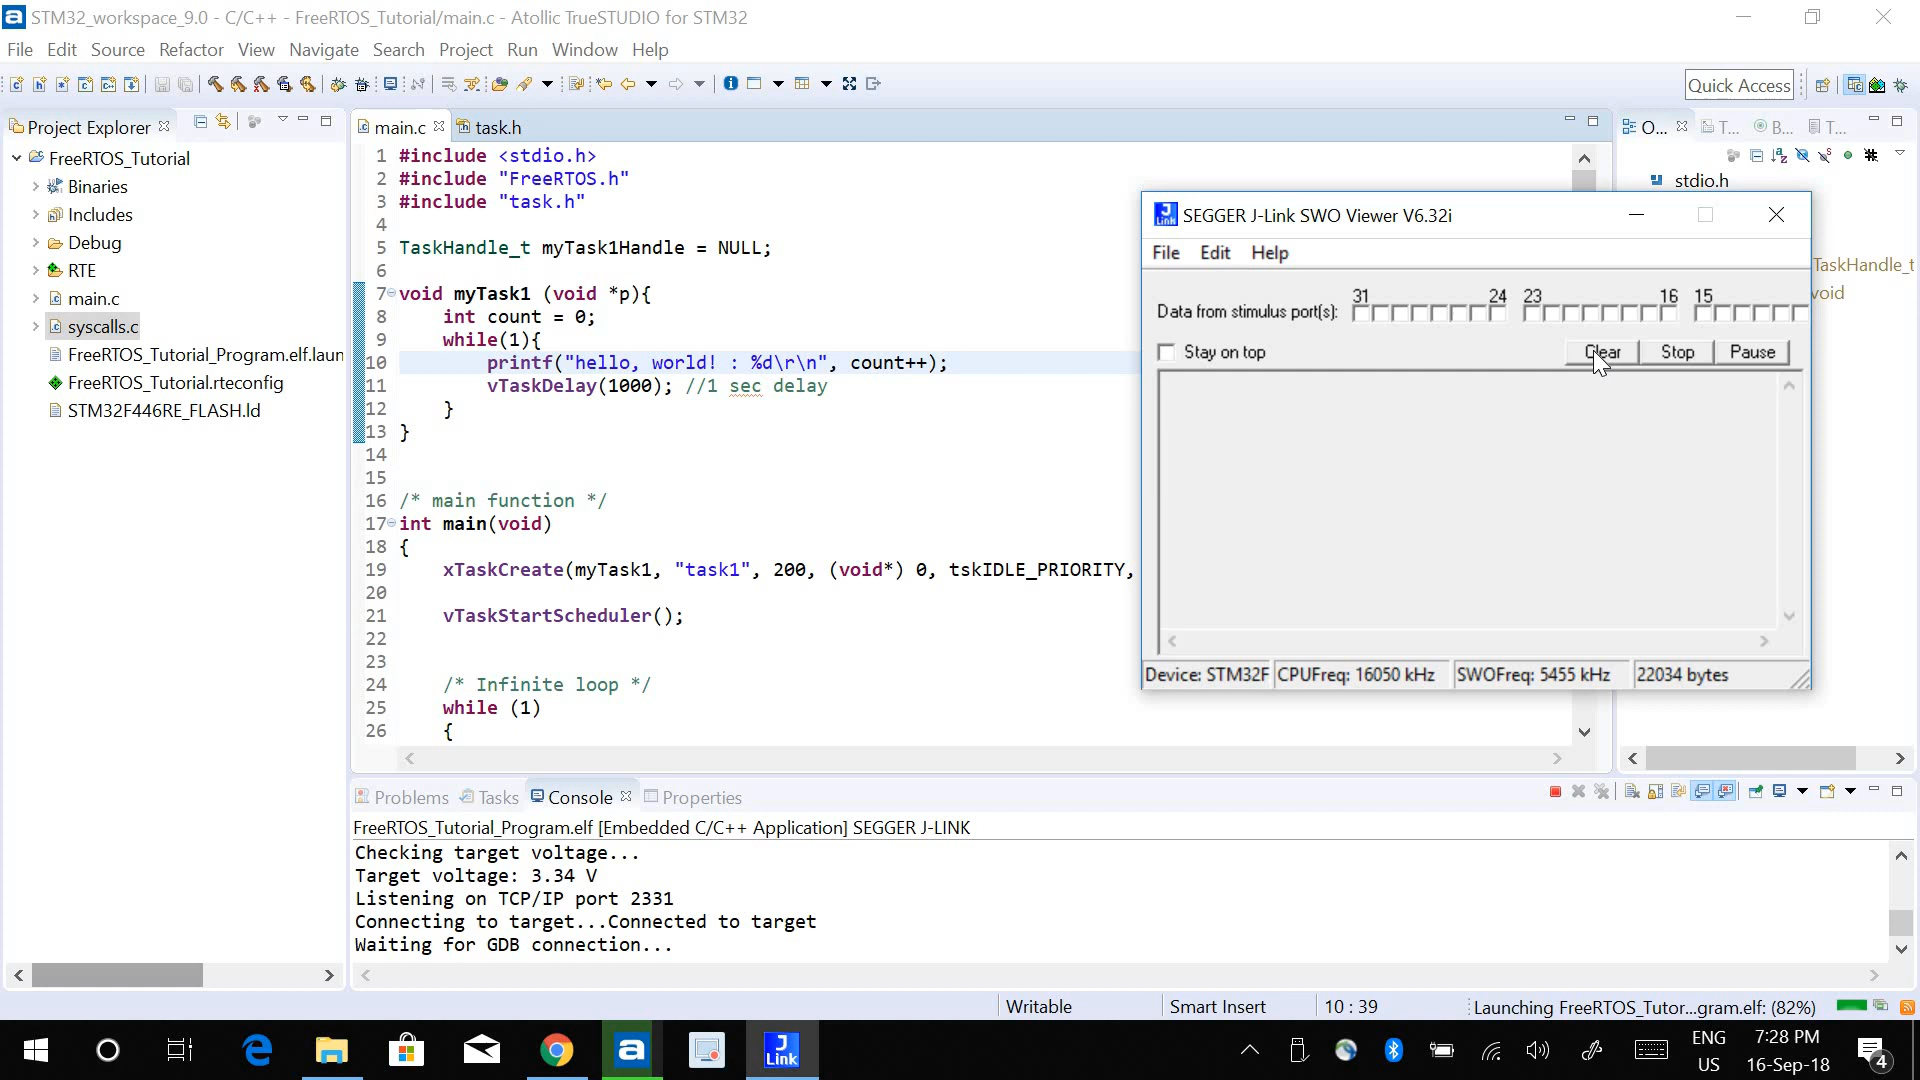 STM32_workspace_9.0 - C/C++ - FreeRTOS_Tutorial/main.c - Atollic TrueSTUDIO for STM32
File Edit Source Refactor View Navigate Search Project Run Window Help
Quick Access
Project Explorer
FreeRTOS_Tutorial
Binaries
Includes
Debug
RTE
main.c
syscalls.c
FreeRTOS_Tutorial_Program.elf.laun
FreeRTOS_Tutorial.rteconfig
STM32F446RE_FLASH.ld
main.c task.h
1 #include <stdio.h>
2 #include "FreeRTOS.h"
3 #include "task.h"
4
5 TaskHandle_t myTask1Handle = NULL;
6
7 void myTask1 (void *p){
8 int count = 0;
9 while(1){
10 printf("hello, world! : %d\r\n", count++);
11 vTaskDelay(1000); //1 sec delay
12 }
13 }
14
15
16 /* main function */
17 int main(void)
18 {
19 xTaskCreate(myTask1, "task1", 200, (void*) 0, tskIDLE_PRIORITY,
20
21 vTaskStartScheduler();
22
23
24 /* Infinite loop */
25 while (1)
26 {
O... T... B... T...
stdio.h
TaskHandle_t
void
SEGGER J-Link SWO Viewer V6.32i
File Edit Help
31 24 23 16 15
Data from stimulus port(s):
Stay on top Clear Stop Pause
Device: STM32F CPUFreq: 16050 kHz SWOFreq: 5455 kHz 22034 bytes
Problems Tasks Console Properties
FreeRTOS_Tutorial_Program.elf [Embedded C/C++ Application] SEGGER J-LINK
Checking target voltage...
Target voltage: 3.34 V
Listening on TCP/IP port 2331
Connecting to target...Connected to target
Waiting for GDB connection...
Writable Smart Insert 10 : 39 Launching FreeRTOS_Tutor...gram.elf: (82%)
J Link
ENG
US
7:28 PM
16-Sep-18
4